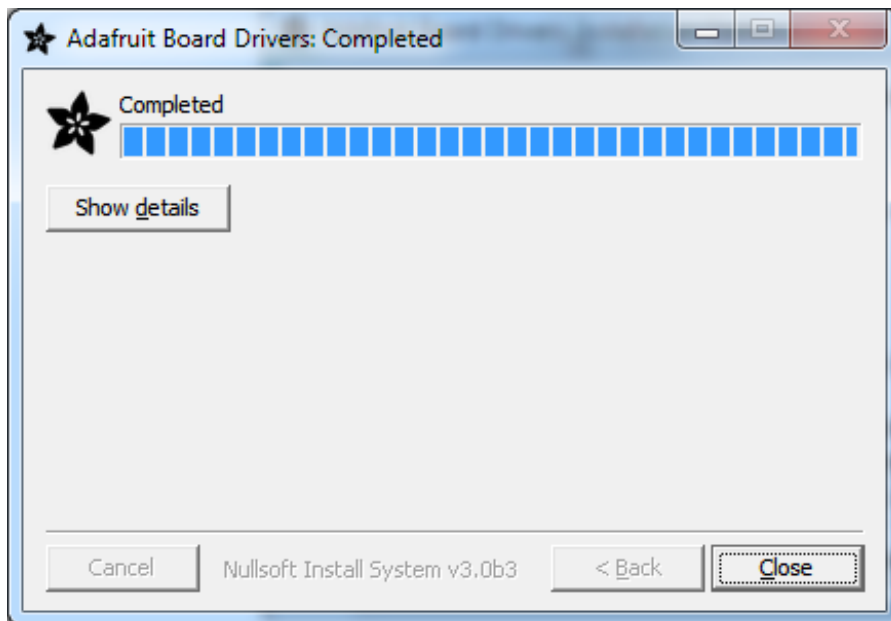 Adafruit Board Drivers: Completed
Completed
Show details
Cancel
Nullsoft Install System v3.0b3
< Back
Close